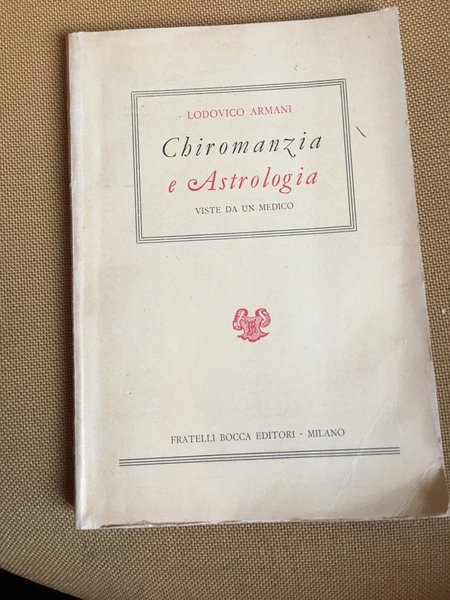 LODOVICO ARMANI
Chiromanzia
e Astrologia
VISTE DA UN MEDICO
FRATELLI BOCCA EDITORI - MILANO